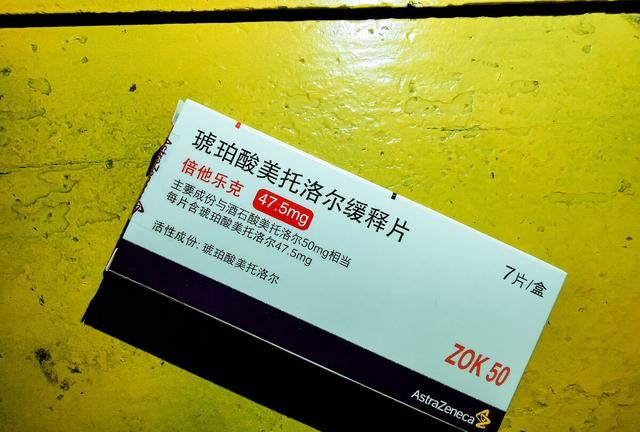 琥珀酸美托洛尔缓释片
倍他乐克 47.5mg
主要成份与酒石酸美托洛尔50mg相当
每片含琥珀酸美托洛尔47.5mg
活性成份: 琥珀酸美托洛尔
7片/盒
ZOK 50
AstraZeneca